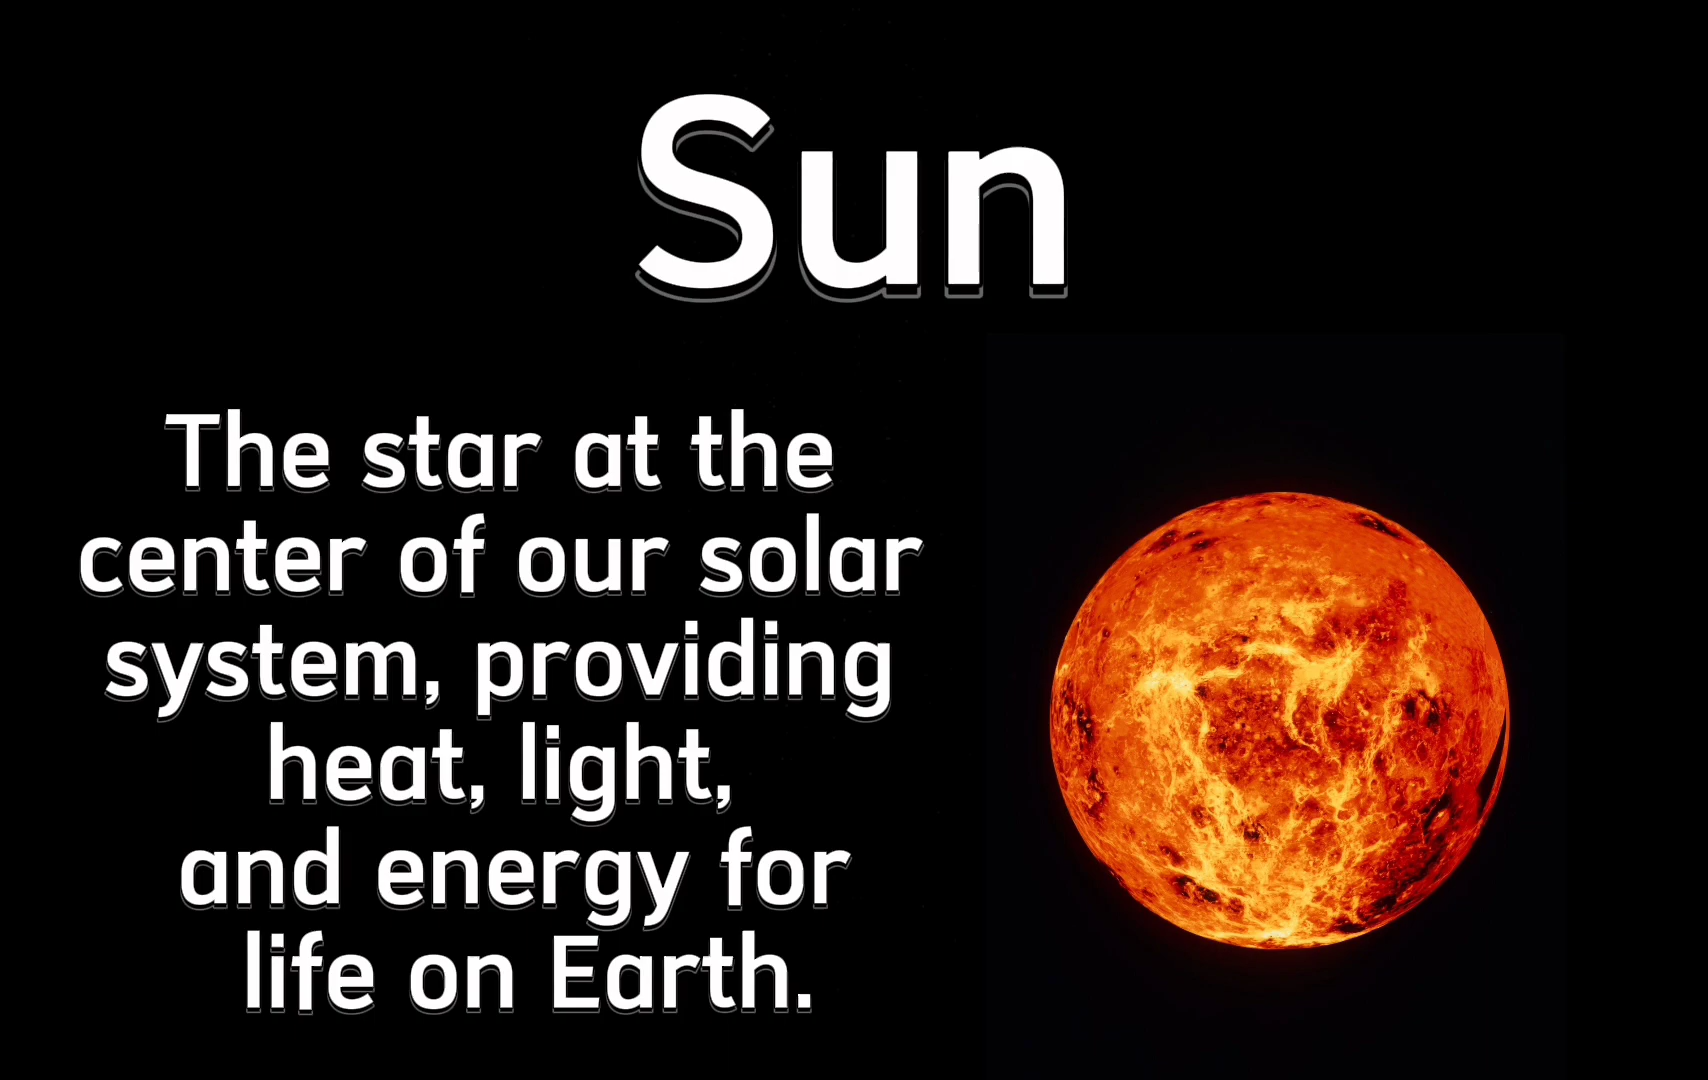 Sun
The star at the
center of our solar
system, providing
heat, light,
and energy for
life on Earth.